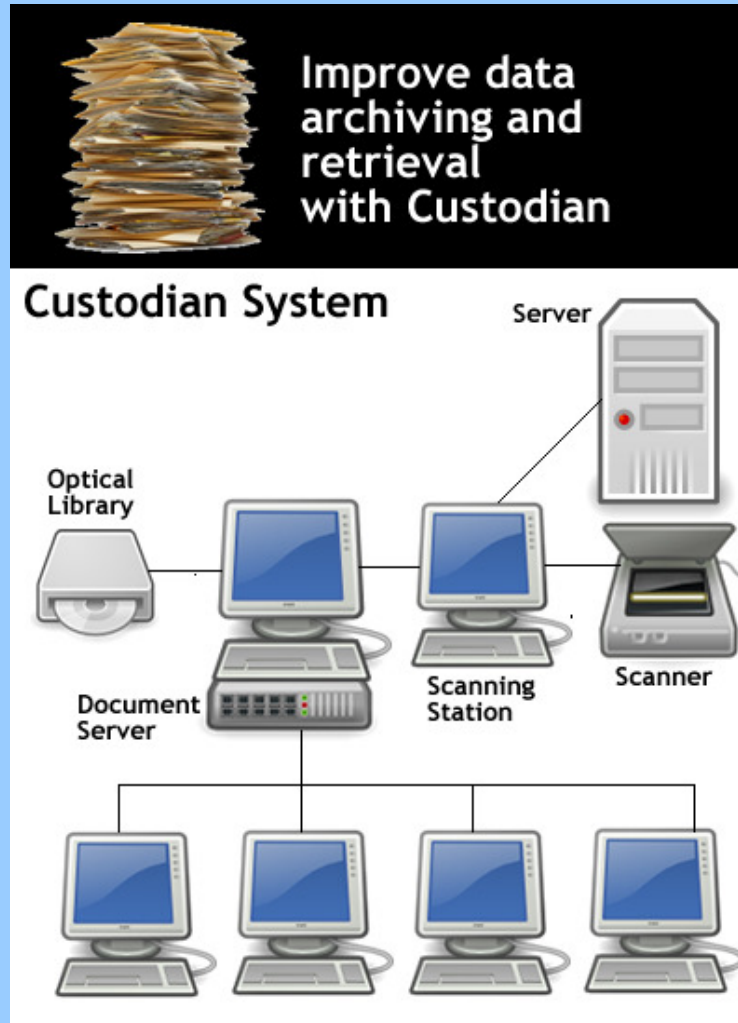 Improve data
archiving and
retrieval
with Custodian
Custodian System
Server
Optical
Library
Document
Server
Scanning
Station
Scanner